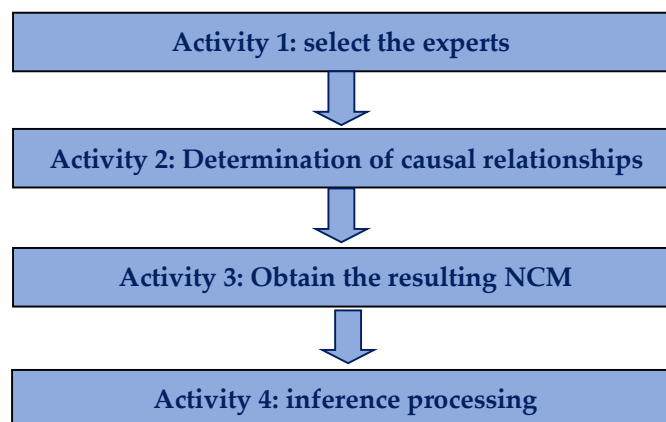 Activity 1: select the experts
Activity 2: Determination of causal relationships
Activity 3: Obtain the resulting NCM
Activity 4: inference processing